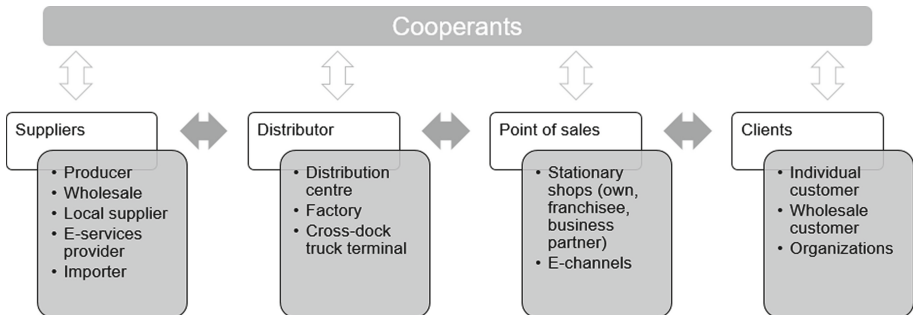 Cooperants
Suppliers
• Producer
• Wholesale
• Local supplier
• E-services
provider
• Importer
Distributor
• Distribution
centre
• Factory
• Cross-dock
truck terminal
Point of sales
• Stationary
shops (own,
franchisee,
business
partner)
• E-channels
Clients
• Individual
customer
• Wholesale
customer
• Organizations